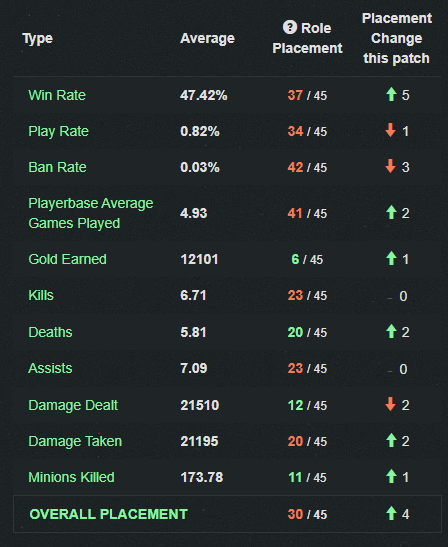 Type Average ? Role Placement Placement Change this patch
Win Rate 47.42% 37 / 45 5
Play Rate 0.82% 34 / 45 1
Ban Rate 0.03% 42 / 45 3
Playerbase Average Games Played 4.93 41 / 45 2
Gold Earned 12101 6 / 45 1
Kills 6.71 23 / 45 - 0
Deaths 5.81 20 / 45 2
Assists 7.09 23 / 45 - 0
Damage Dealt 21510 12 / 45 2
Damage Taken 21195 20 / 45 2
Minions Killed 173.78 11 / 45 1
OVERALL PLACEMENT 30 / 45 4